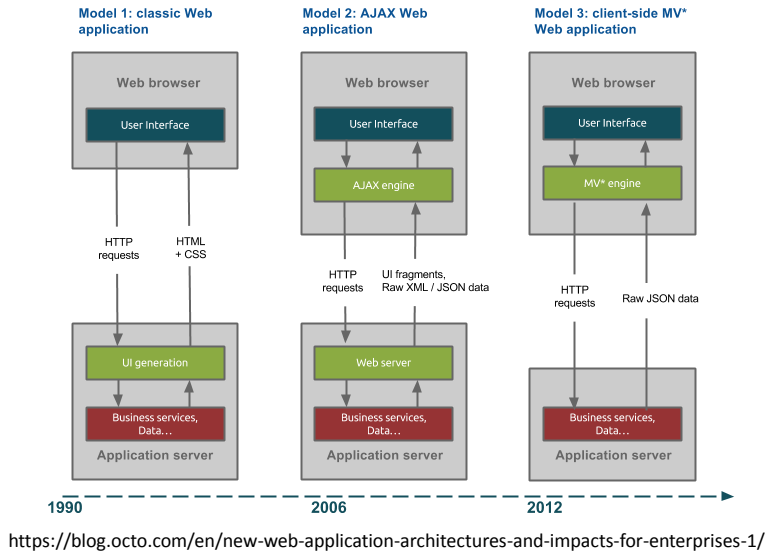 Model 1: classic Web
application
Web browser
User Interface
HTTP
requests
HTML
+ CSS
UI generation
Business services,
Data...
Application server
Model 2: AJAX Web
application
Web browser
User Interface
AJAX engine
HTTP
requests
UI fragments,
Raw XML / JSON data
Web server
Business services,
Data...
Application server
Model 3: client-side MV*
Web application
Web browser
User Interface
MV* engine
HTTP
requests
Raw JSON data
Business services,
Data...
Application server
1990
2006
2012
https://blog.octo.com/en/new-web-application-architectures-and-impacts-for-enterprises-1/